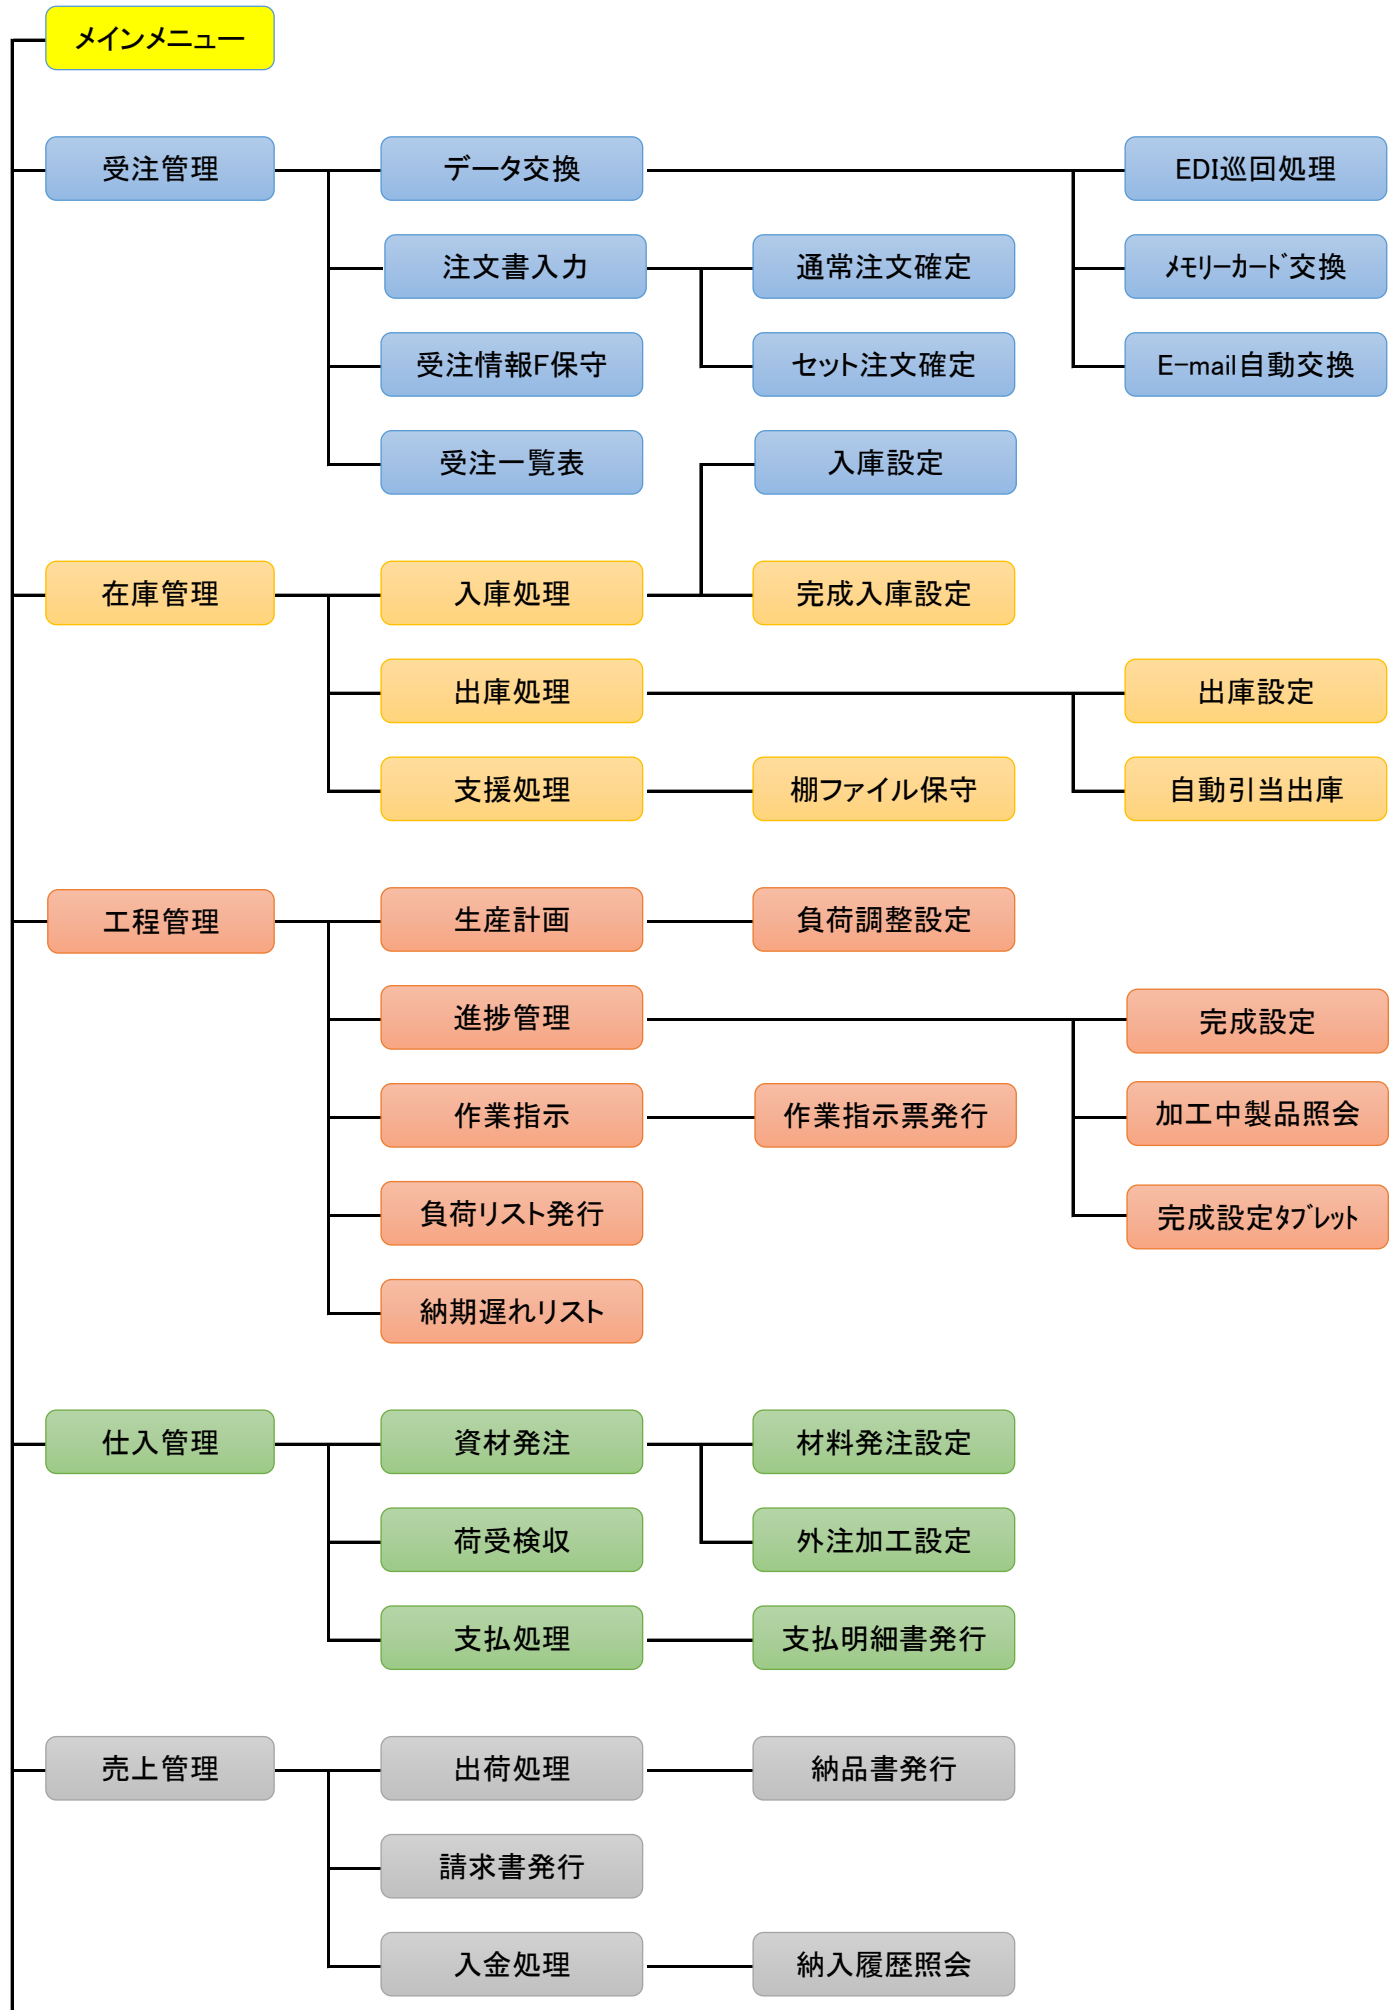 メインメニュー
受注管理
データ交換
EDI巡回処理
注文書入力
通常注文確定
ﾒﾓﾘｰｶｰﾄﾞ交換
受注情報F保守
セット注文確定
E-mail自動交換
受注一覧表
入庫設定
在庫管理
入庫処理
完成入庫設定
出庫処理
出庫設定
支援処理
棚ファイル保守
自動引当出庫
工程管理
生産計画
負荷調整設定
進捗管理
完成設定
作業指示
作業指示票発行
加工中製品照会
負荷リスト発行
完成設定ﾀﾌﾞﾚｯﾄ
納期遅れリスト
仕入管理
資材発注
材料発注設定
荷受検収
外注加工設定
支払処理
支払明細書発行
売上管理
出荷処理
納品書発行
請求書発行
入金処理
納入履歴照会